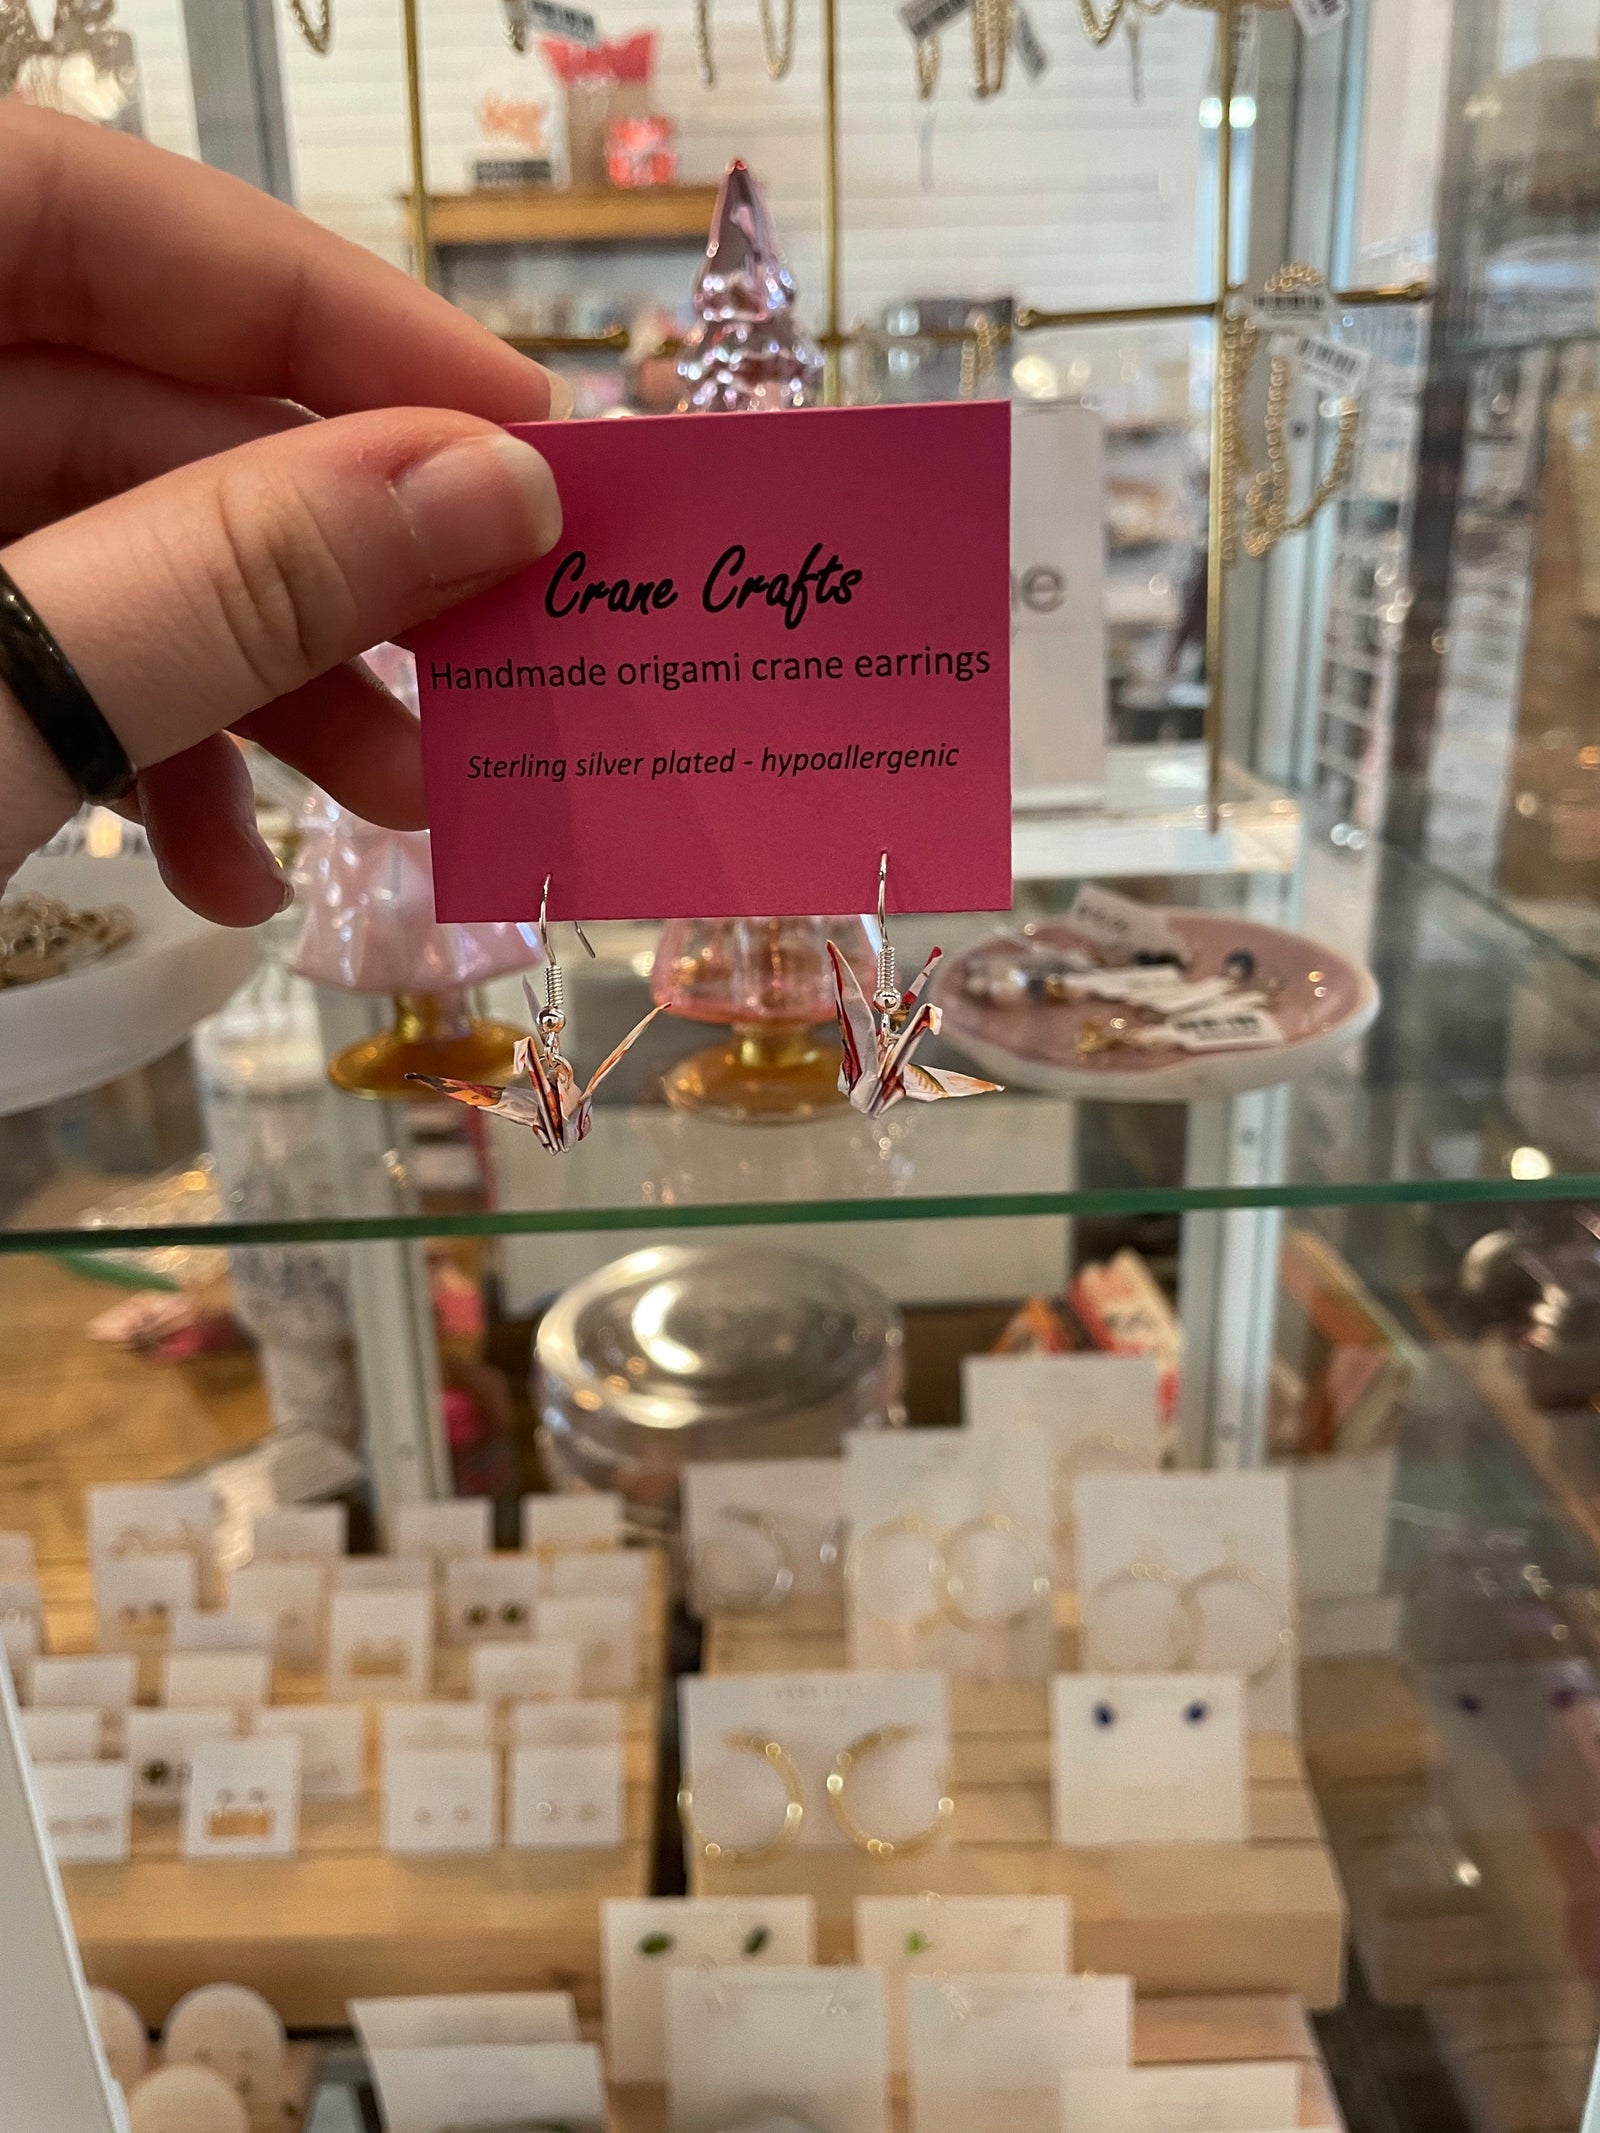 Crane Crafts
Handmade origami crane earrings
Sterling silver plated - hypoallergenic